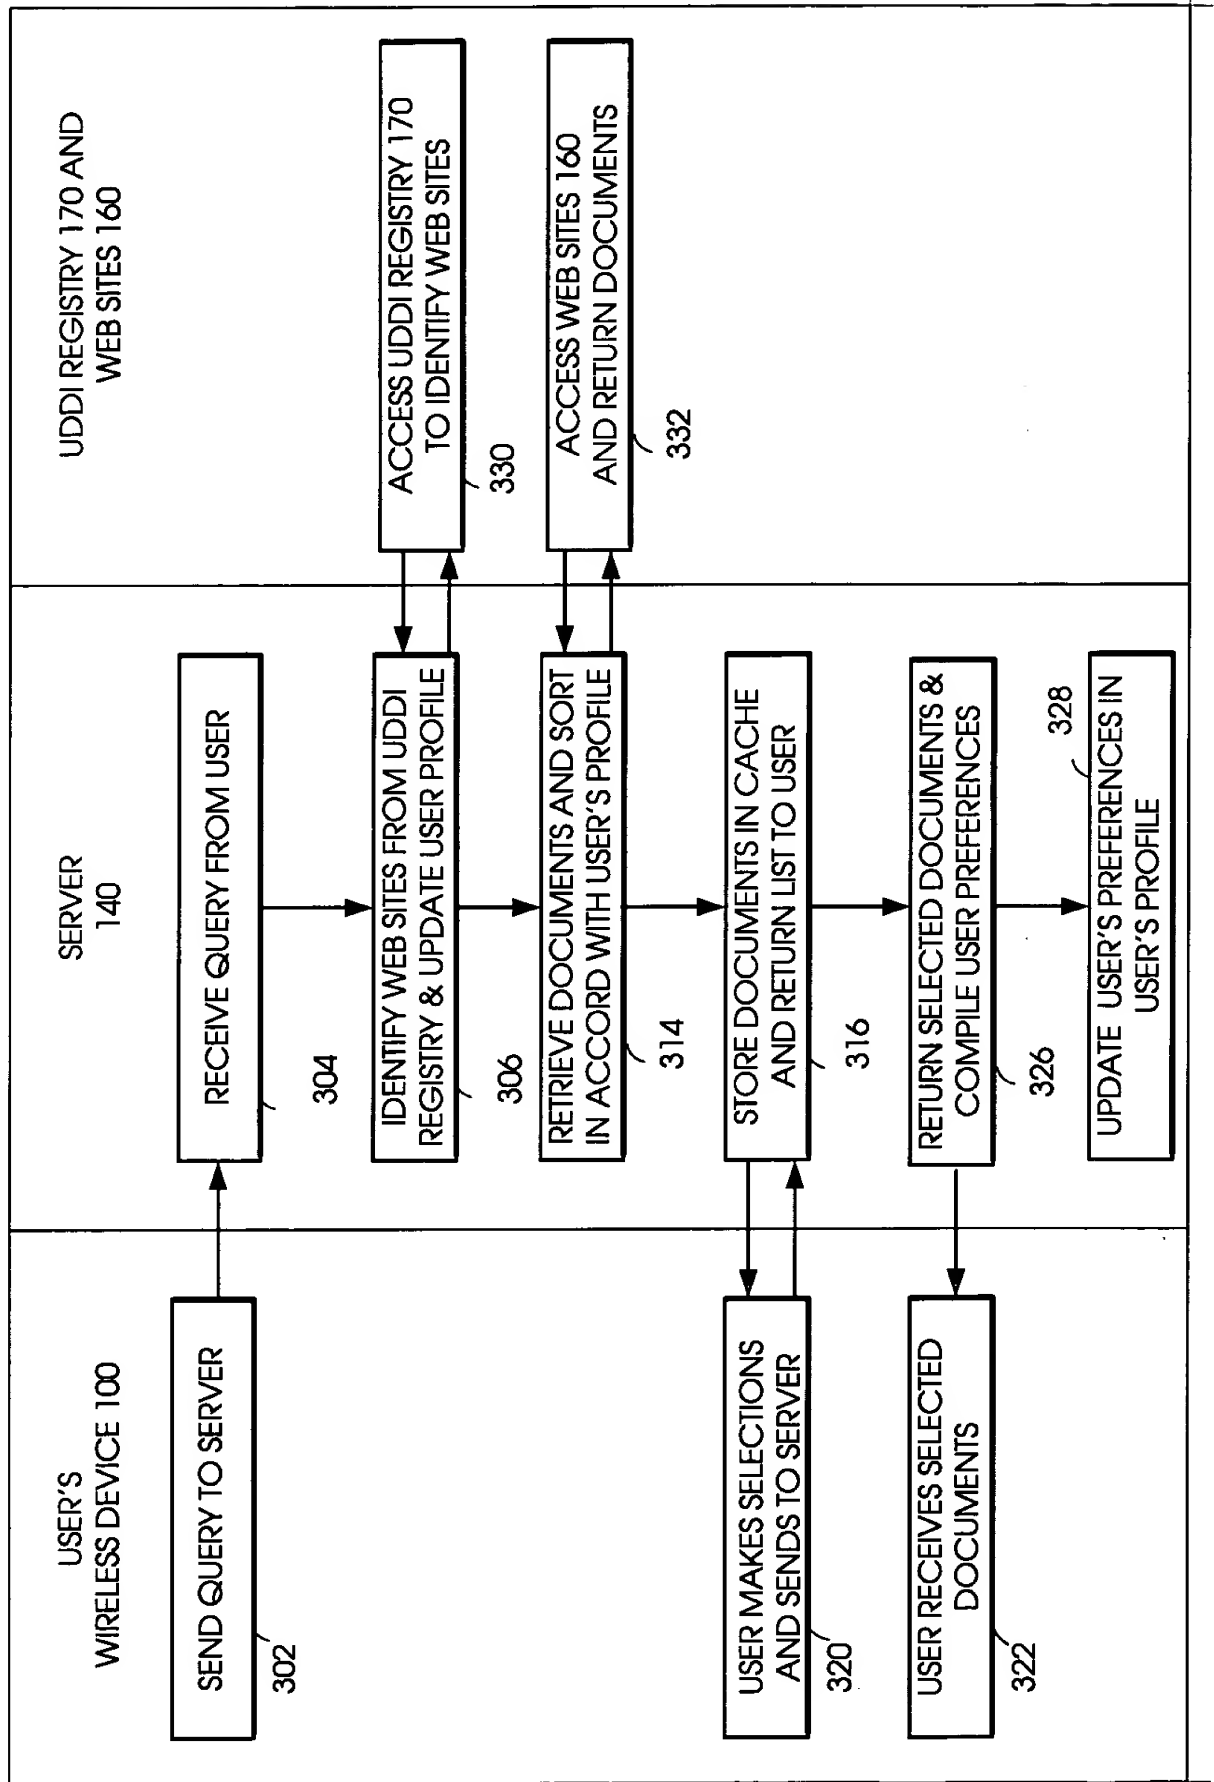 USER'S
WIRELESS DEVICE 100
SERVER
140
UDDI REGISTRY 170 AND
WEB SITES 160
SEND QUERY TO SERVER
302
RECEIVE QUERY FROM USER
304
IDENTIFY WEB SITES FROM UDDI
REGISTRY & UPDATE USER PROFILE
306
ACCESS UDDI REGISTRY 170
TO IDENTIFY WEB SITES
330
RETRIEVE DOCUMENTS AND SORT
IN ACCORD WITH USER'S PROFILE
314
ACCESS WEB SITES 160
AND RETURN DOCUMENTS
332
USER MAKES SELECTIONS
AND SENDS TO SERVER
320
STORE DOCUMENTS IN CACHE
AND RETURN LIST TO USER
316
USER RECEIVES SELECTED
DOCUMENTS
322
RETURN SELECTED DOCUMENTS &
COMPILE USER PREFERENCES
326
328
UPDATE USER'S PREFERENCES IN
USER'S PROFILE